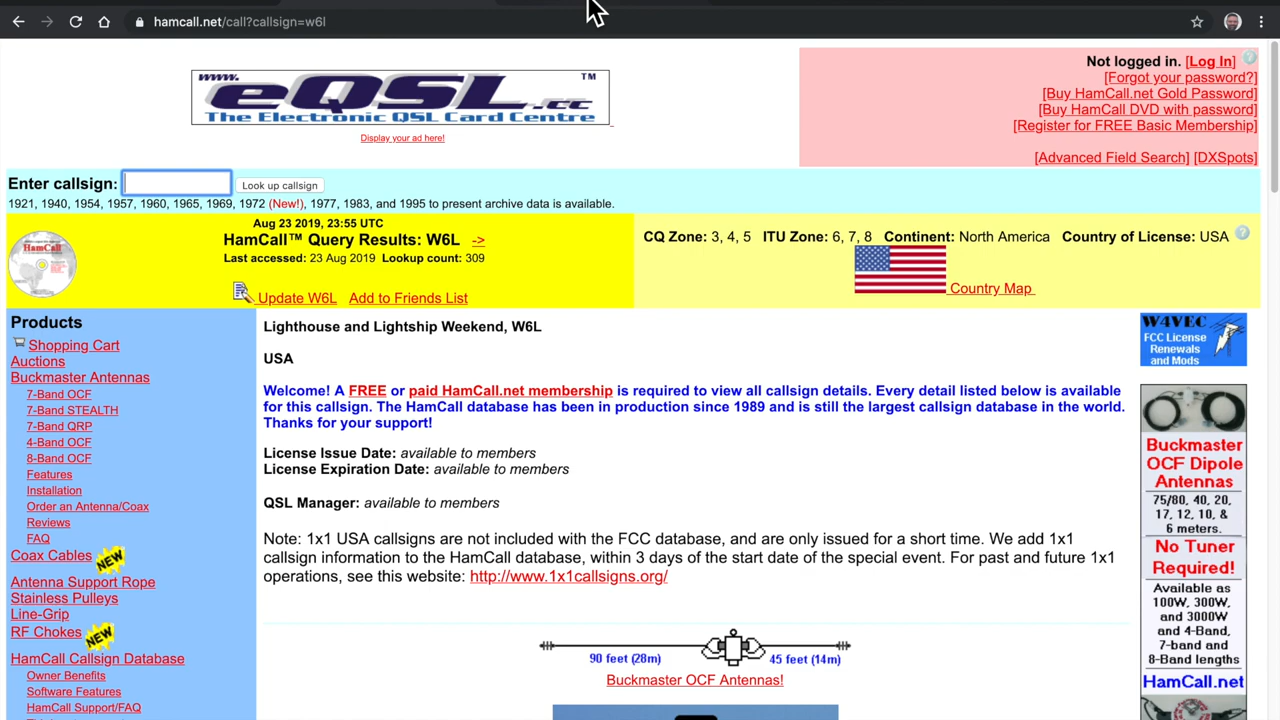 hamcall.net/call?callsign=w6l
www. eQSL.cc ™
The Electronic QSL Card Centre
Display your ad here!
Not logged in. [Log In]
[Forgot your password?]
[Buy HamCall.net Gold Password]
[Buy HamCall DVD with password]
[Register for FREE Basic Membership]
[Advanced Field Search] [DXSpots]
Enter callsign: Look up callsign
1921, 1940, 1954, 1957, 1960, 1965, 1969, 1972 (New!), 1977, 1983, and 1995 to present archive data is available.
Aug 23 2019, 23:55 UTC
HamCall™ Query Results: W6L ->
Last accessed: 23 Aug 2019 Lookup count: 309
Update W6L Add to Friends List
CQ Zone: 3, 4, 5 ITU Zone: 6, 7, 8 Continent: North America Country of License: USA
Country Map
HamCall
Products
Shopping Cart
Auctions
Buckmaster Antennas
7-Band OCF
7-Band STEALTH
7-Band QRP
4-Band OCF
8-Band OCF
Features
Installation
Order an Antenna/Coax
Reviews
FAQ
Coax Cables NEW
Antenna Support Rope
Stainless Pulleys
Line-Grip
RF Chokes NEW
HamCall Callsign Database
Owner Benefits
Software Features
HamCall Support/FAQ
Lighthouse and Lightship Weekend, W6L
USA
Welcome! A FREE or paid HamCall.net membership is required to view all callsign details. Every detail listed below is available
for this callsign. The HamCall database has been in production since 1989 and is still the largest callsign database in the world.
Thanks for your support!
License Issue Date: available to members
License Expiration Date: available to members
QSL Manager: available to members
Note: 1x1 USA callsigns are not included with the FCC database, and are only issued for a short time. We add 1x1
callsign information to the HamCall database, within 3 days of the start date of the special event. For past and future 1x1
operations, see this website: http://www.1x1callsigns.org/
90 feet (28m) 45 feet (14m)
Buckmaster OCF Antennas!
W4VEC
FCC License
Renewals
and Mods
Buckmaster
OCF Dipole
Antennas
75/80, 40, 20,
17, 12, 10, &
6 meters.
No Tuner
Required!
Available as
100W, 300W,
and 3000W
and 4-Band,
7-band and
8-Band lengths
HamCall.net